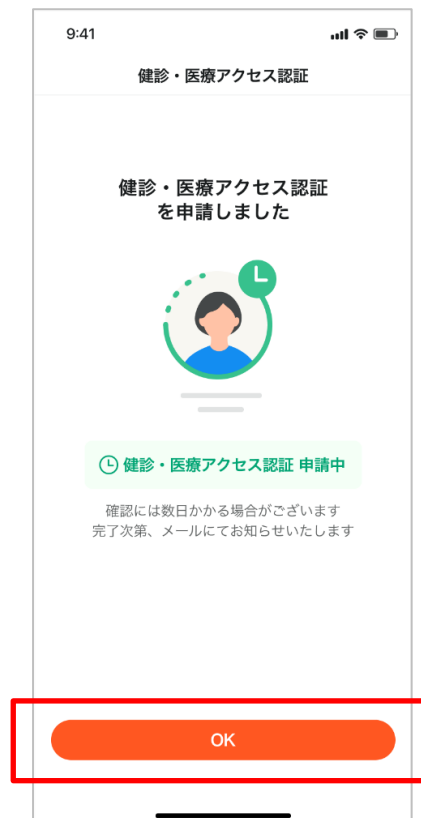 9:41
健診・医療アクセス認証
健診・医療アクセス認証
を申請しました
健診・医療アクセス認証 申請中
確認には数日かかる場合がございます
完了次第、メールにてお知らせいたします
OK